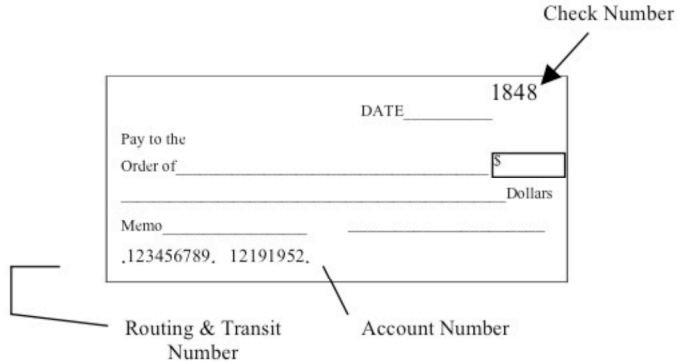 Check Number
1848
DATE
Pay to the
Order of
$
Dollars
Memo
.123456789. 12191952.
Routing & Transit
Number
Account Number